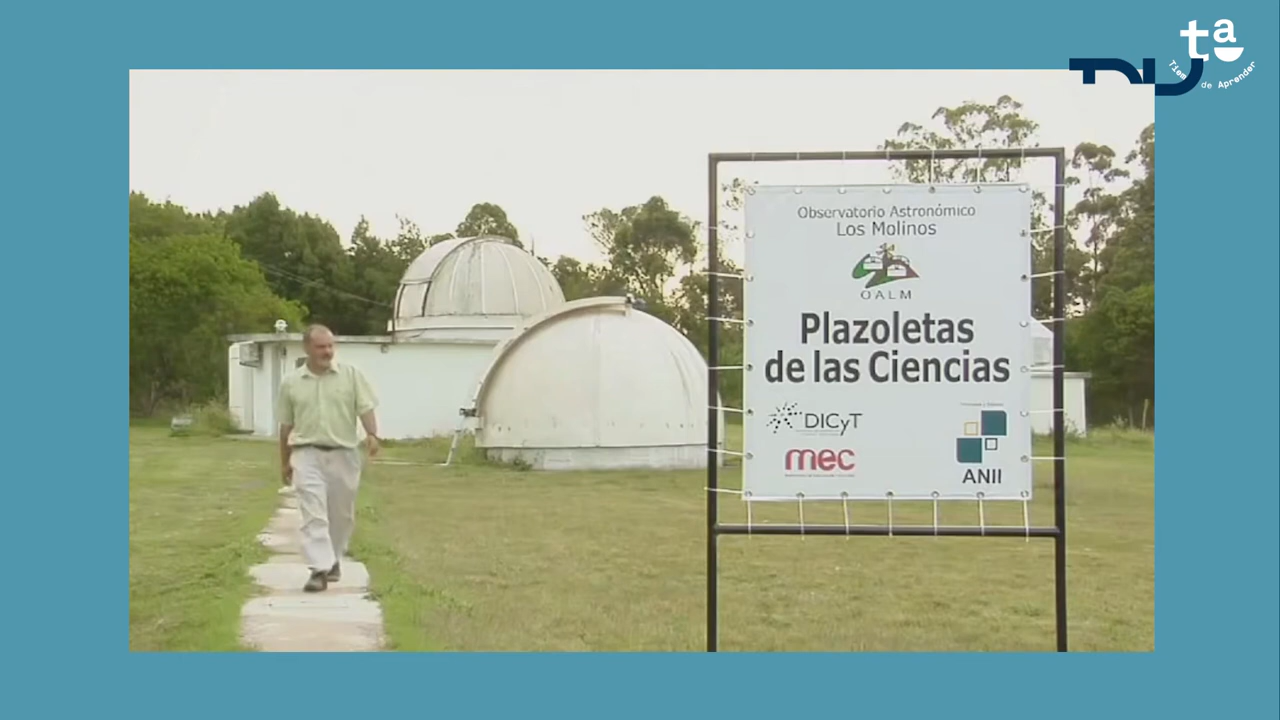 ta
Tiempo de Aprender
Observatorio Astronómico
Los Molinos
OALM
Plazoletas
de las Ciencias
DICyT
mec
ANII